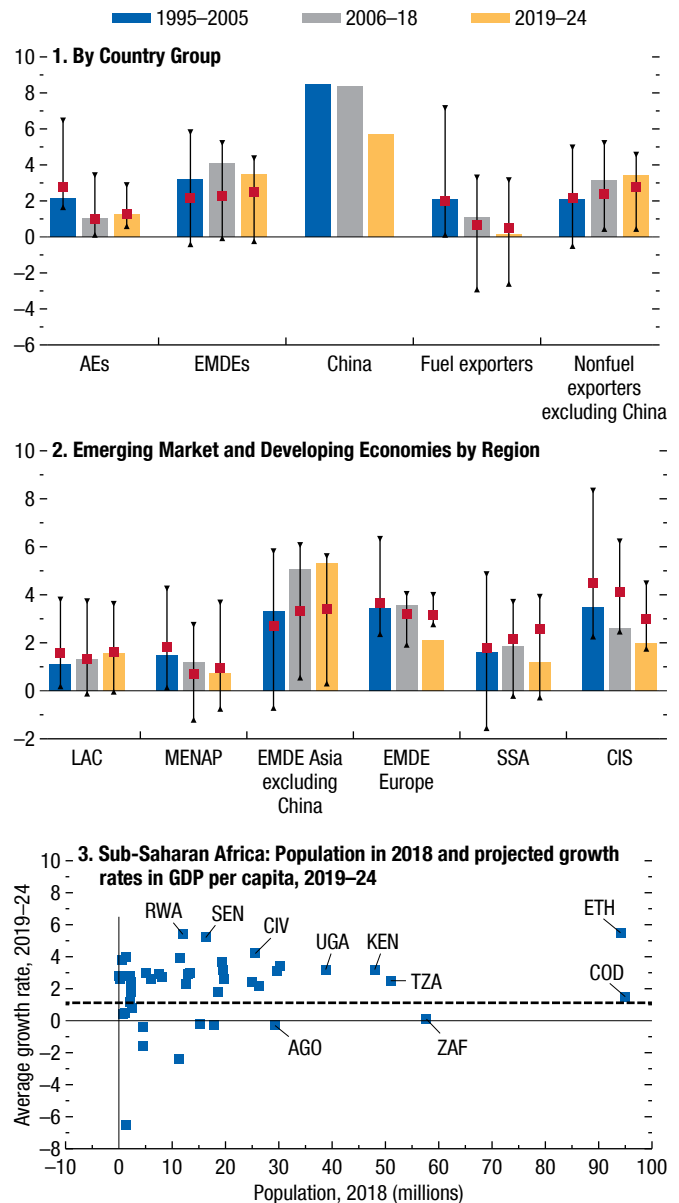 1995–2005 2006–18 2019–24
1. By Country Group
10
8
6
4
2
0
–2
–4
–6
AEs EMDEs China Fuel exporters Nonfuel
exporters
excluding China
2. Emerging Market and Developing Economies by Region
10
8
6
4
2
0
–2
LAC MENAP EMDE Asia EMDE SSA CIS
excluding Europe
China
3. Sub-Saharan Africa: Population in 2018 and projected growth
rates in GDP per capita, 2019–24
Average growth rate, 2019–24
10
8
6
4
2
0
–2
–4
–6
–8
RWA SEN CIV UGA KEN TZA ETH COD
AGO ZAF
–10 0 10 20 30 40 50 60 70 80 90 100
Population, 2018 (millions)